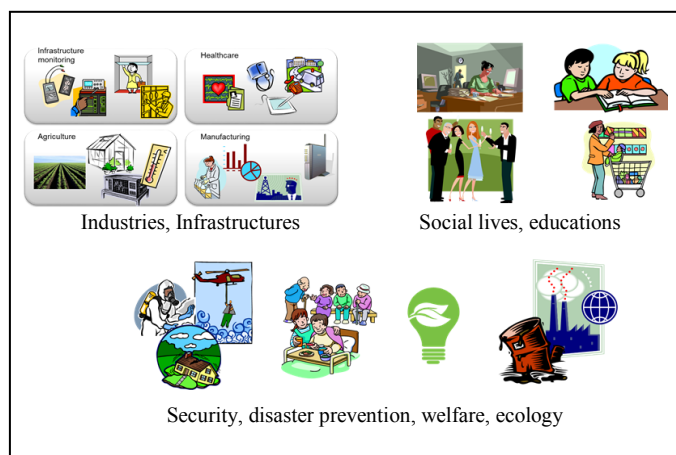 Infrastructure
monitoring
Healthcare
Agriculture
Manufacturing
Industries, Infrastructures
Social lives, educations
Security, disaster prevention, welfare, ecology